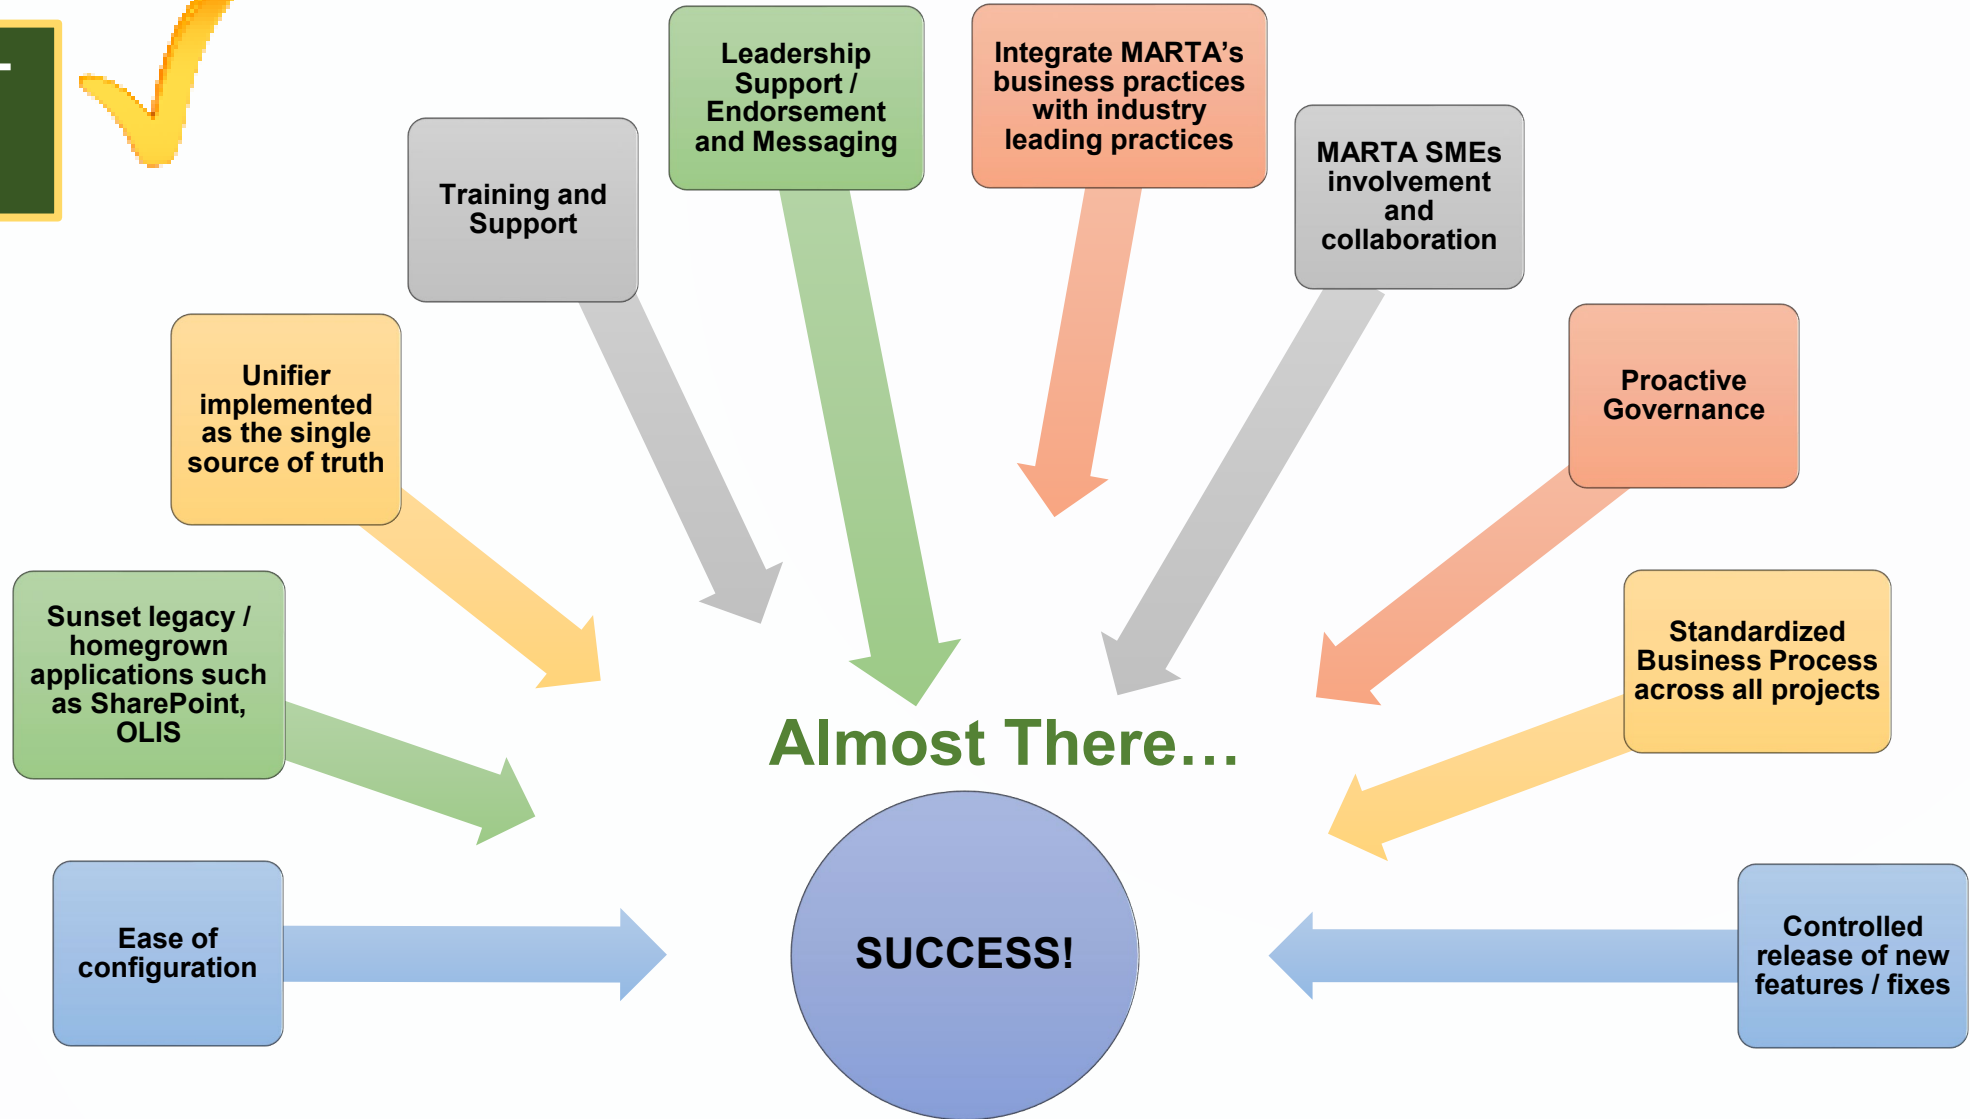 Leadership
Support /
Endorsement
and Messaging
Integrate MARTA’s
business practices
with industry
leading practices
Training and
Support
MARTA SMEs
involvement
and
collaboration
Unifier
implemented
as the single
source of truth
Proactive
Governance
Sunset legacy /
homegrown
applications such
as SharePoint,
OLIS
Standardized
Business Process
across all projects
Almost There…
Ease of
configuration
SUCCESS!
Controlled
release of new
features / fixes